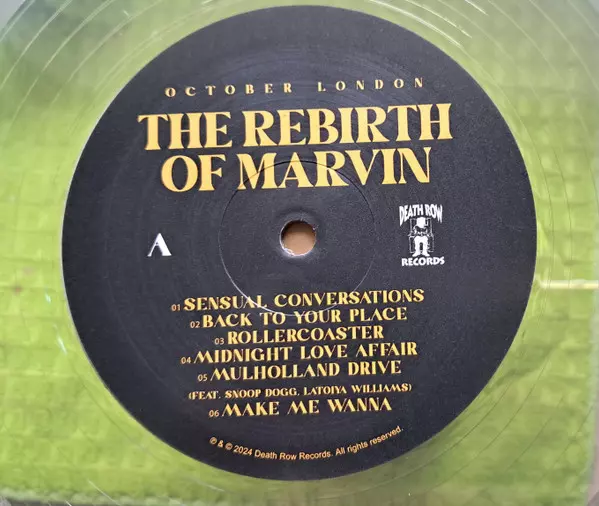 OCTOBER LONDON
THE REBIRTH
OF MARVIN
A
DEATH ROW
RECORDS
01 SENSUAL CONVERSATIONS
02 BACK TO YOUR PLACE
03 ROLLERCOASTER
04 MIDNIGHT LOVE AFFAIR
05 MULHOLLAND DRIVE
(FEAT. SNOOP DOGG, LATOIYA WILLIAMS)
06 MAKE ME WANNA
℗ & © 2024 Death Row Records. All rights reserved.